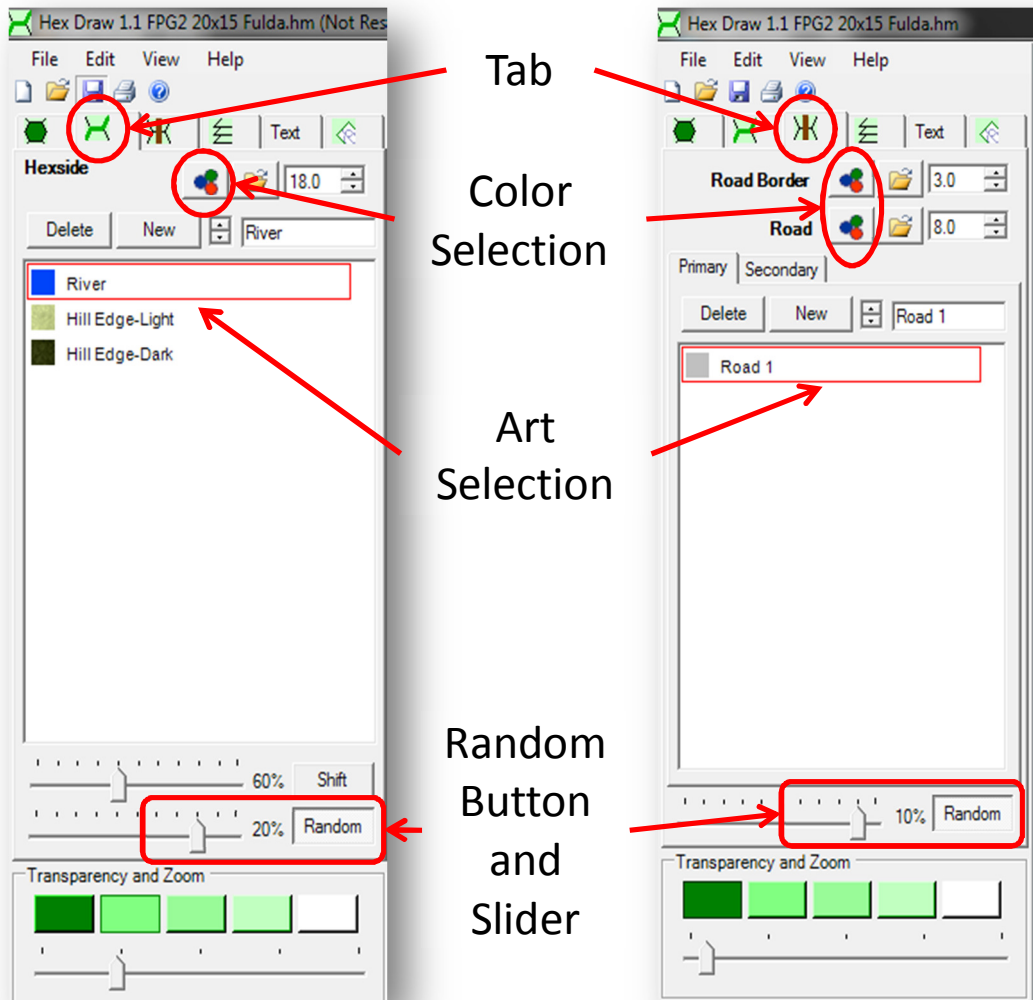 Hex Draw 1.1 FPG2 20x15 Fulda.hm (Not Res
File Edit View Help
Text
Hexside
18.0
Delete New River
River
Hill Edge-Light
Hill Edge-Dark
60% Shift
20% Random
Transparency and Zoom
Tab
Color
Selection
Art
Selection
Random
Button
and
Slider
Hex Draw 1.1 FPG2 20x15 Fulda.hm
File Edit View Help
Text
Road Border 3.0
Road 8.0
Primary Secondary
Delete New Road 1
Road 1
10% Random
Transparency and Zoom